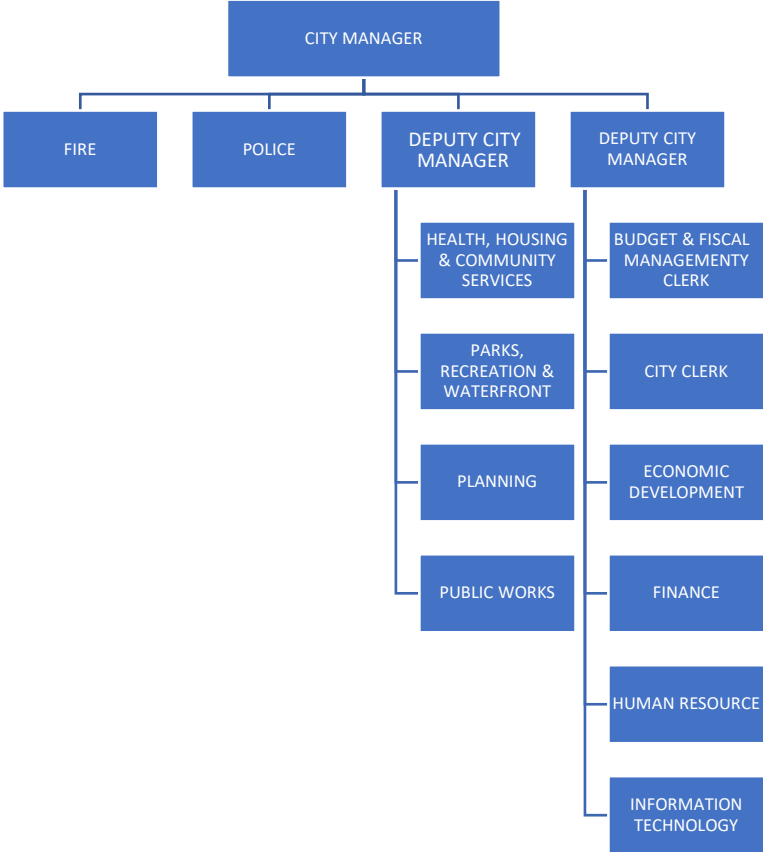 CITY MANAGER
FIRE
POLICE
DEPUTY CITY
MANAGER
DEPUTY CITY
MANAGER
HEALTH, HOUSING
& COMMUNITY
SERVICES
PARKS,
RECREATION &
WATERFRONT
PLANNING
PUBLIC WORKS
BUDGET & FISCAL
MANAGEMENTY
CLERK
CITY CLERK
ECONOMIC
DEVELOPMENT
FINANCE
HUMAN RESOURCE
INFORMATION
TECHNOLOGY